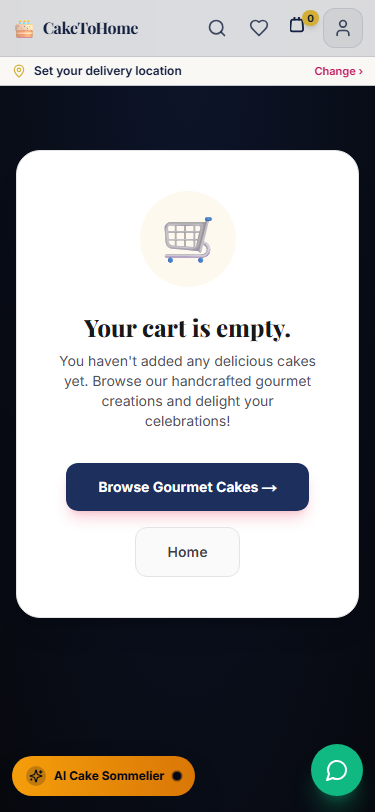 CakeToHome
0
Set your delivery location
Change ›
Your cart is empty.
You haven't added any delicious cakes
yet. Browse our handcrafted gourmet
creations and delight your
celebrations!
Browse Gourmet Cakes →
Home
AI Cake Sommelier